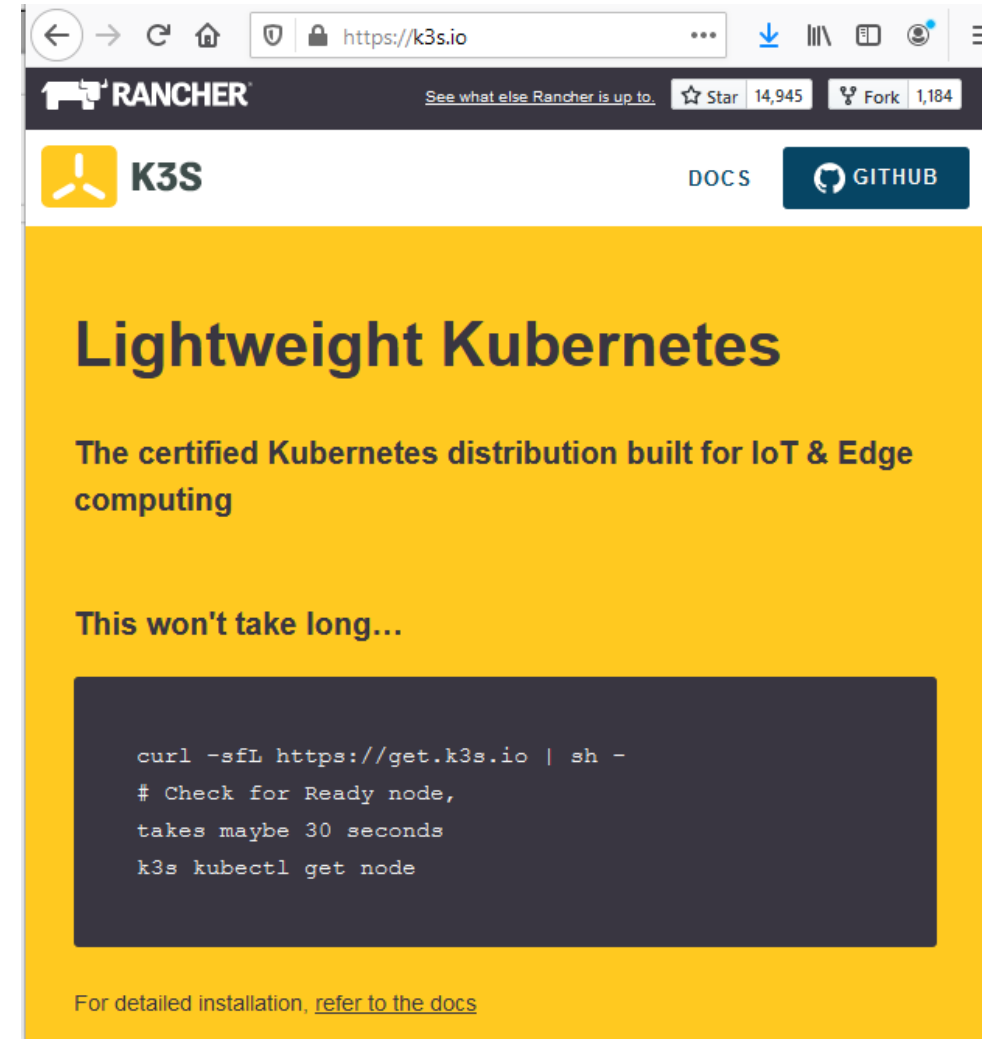 https://k3s.io
RANCHER
See what else Rancher is up to.
Star 14,945
Fork 1,184
K3S
DOCS
GITHUB
Lightweight Kubernetes
The certified Kubernetes distribution built for IoT & Edge
computing
This won't take long...
curl -sfL https://get.k3s.io | sh -
# Check for Ready node,
takes maybe 30 seconds
k3s kubectl get node
For detailed installation, refer to the docs